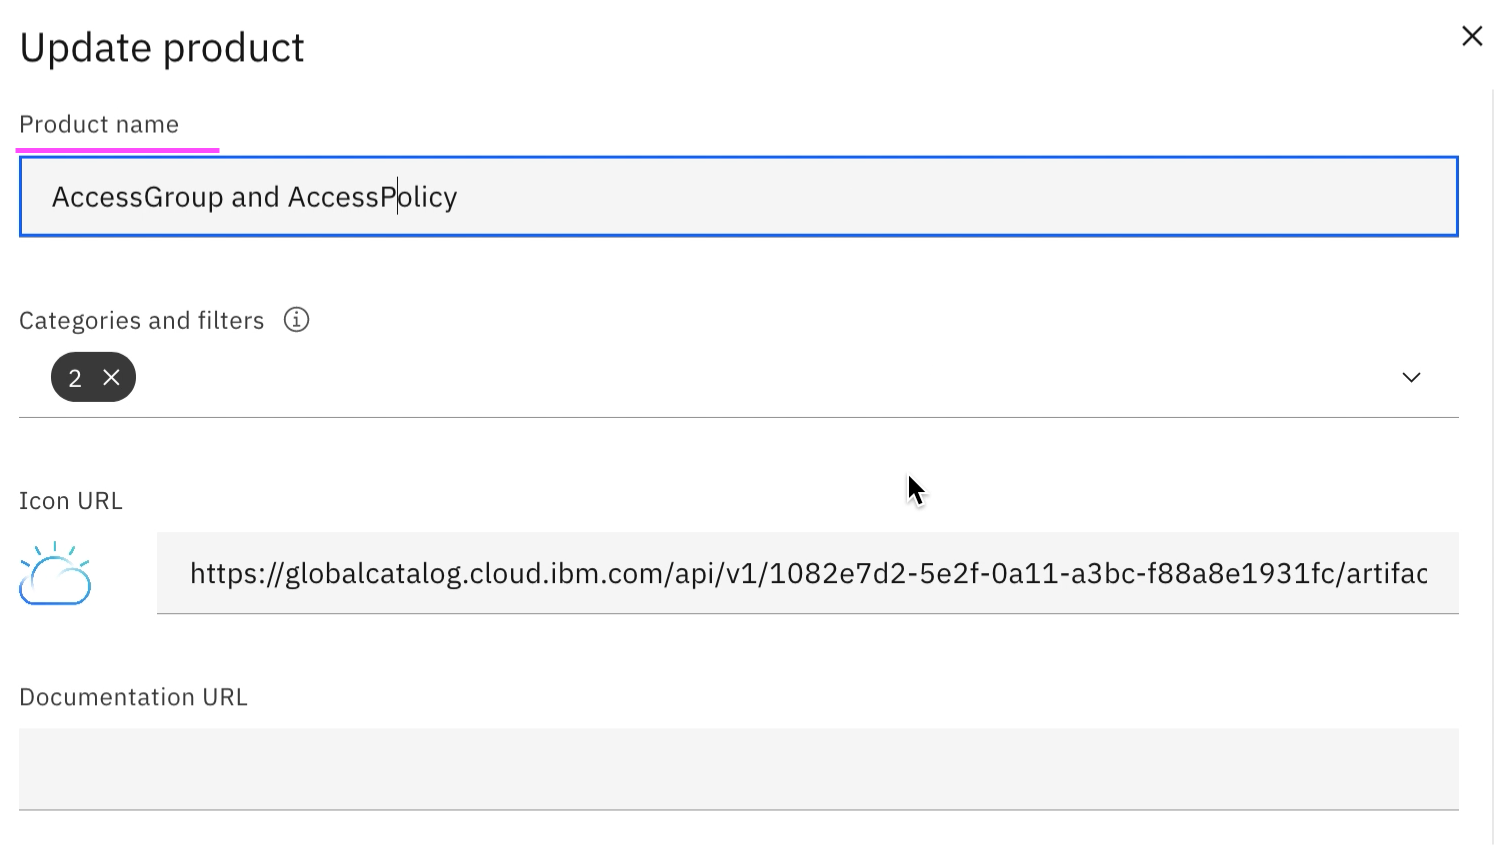 Update product
Product name
AccessGroup and AccessPolicy
Categories and filters
2
Icon URL
https://globalcatalog.cloud.ibm.com/api/v1/1082e7d2-5e2f-0a11-a3bc-f88a8e1931fc/artifac
Documentation URL